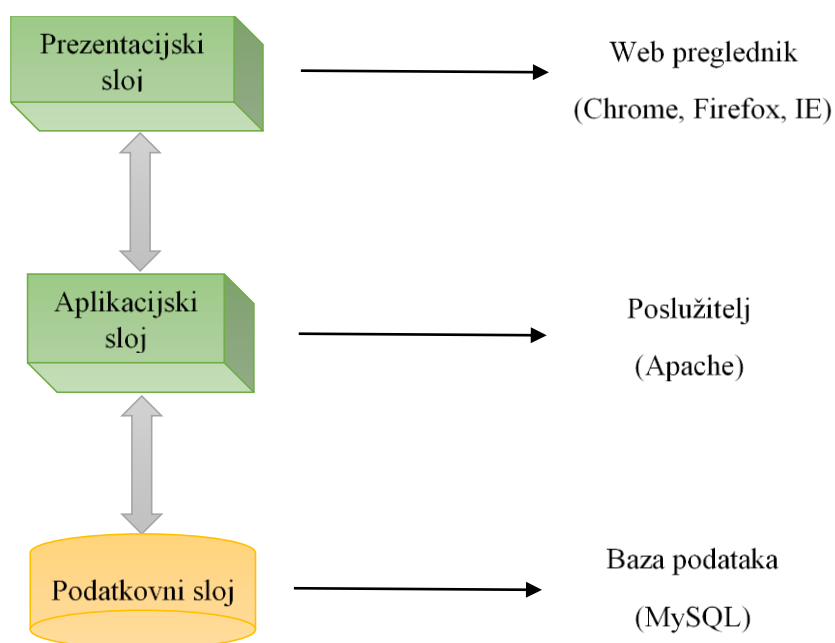 Prezentacijski
sloj
Web preglednik
(Chrome, Firefox, IE)
Aplikacijski
sloj
Poslužitelj
(Apache)
Podatkovni sloj
Baza podataka
(MySQL)